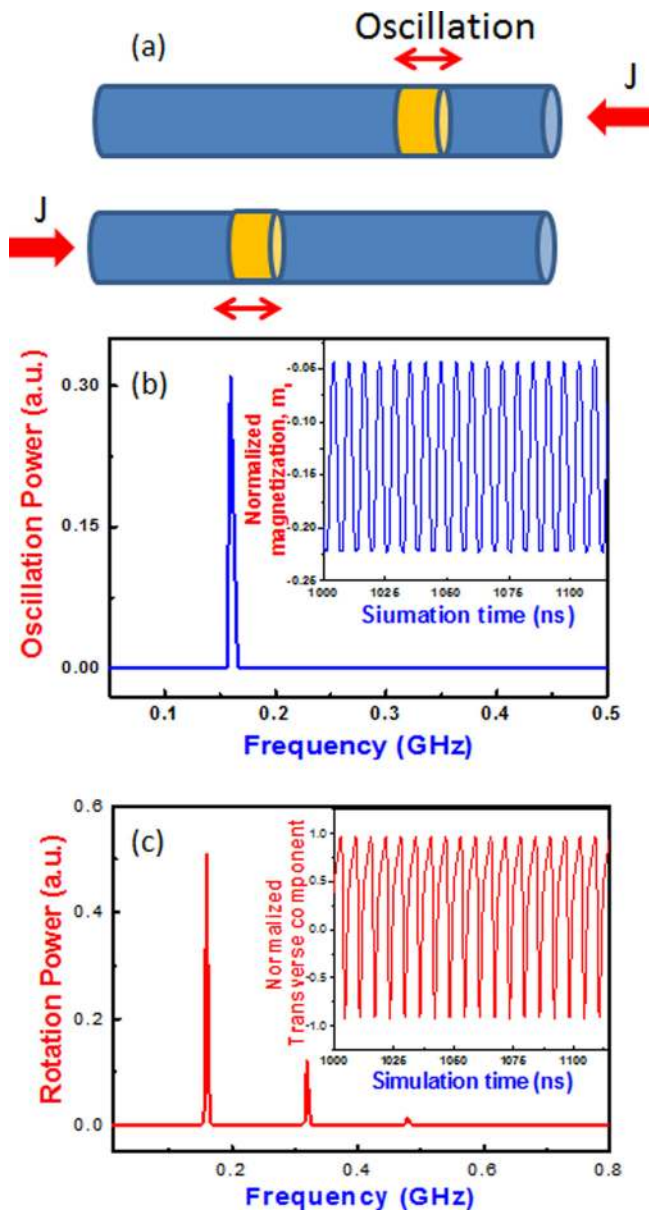 (a)
Oscillation
J
J
(b)
Oscillation Power (a.u.)
0.30
0.15
0.00
0.1 0.2 0.3 0.4 0.5
Frequency (GHz)
Normalized
magnetization, m
-0.05
-0.10
-0.15
-0.20
-0.25
1000 1025 1050 1075 1100
Siumation time (ns)
(c)
Rotation Power (a.u.)
0.6
0.4
0.2
0.0
0.2 0.4 0.6 0.8
Frequency (GHz)
Normalized
Transverse component
1.0
0.5
0.0
-0.5
-1.0
1000 1025 1050 1075 1100
Simulation time (ns)